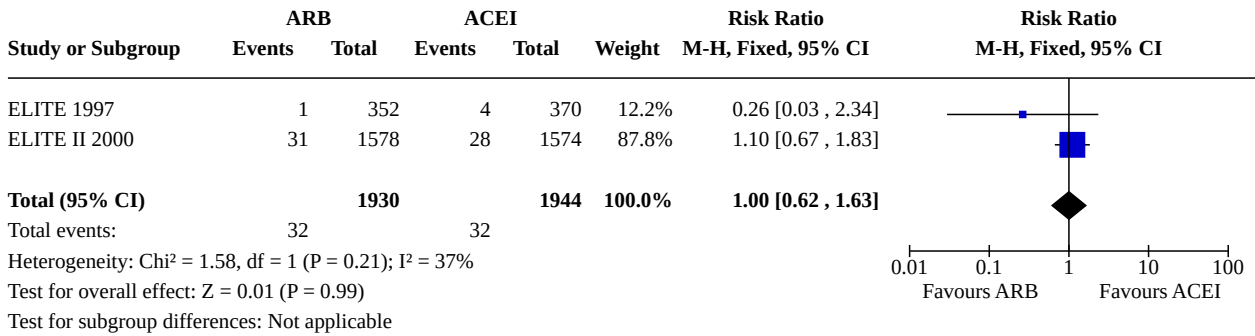 ARB ACEI Risk Ratio Risk Ratio
Study or Subgroup Events Total Events Total Weight M-H, Fixed, 95% CI M-H, Fixed, 95% CI
ELITE 1997 1 352 4 370 12.2% 0.26 [0.03 , 2.34]
ELITE II 2000 31 1578 28 1574 87.8% 1.10 [0.67 , 1.83]
Total (95% CI) 1930 1944 100.0% 1.00 [0.62 , 1.63]
Total events: 32 32
Heterogeneity: Chi² = 1.58, df = 1 (P = 0.21); I² = 37%
0.01 0.1 1 10 100
Test for overall effect: Z = 0.01 (P = 0.99) Favours ARB Favours ACEI
Test for subgroup differences: Not applicable